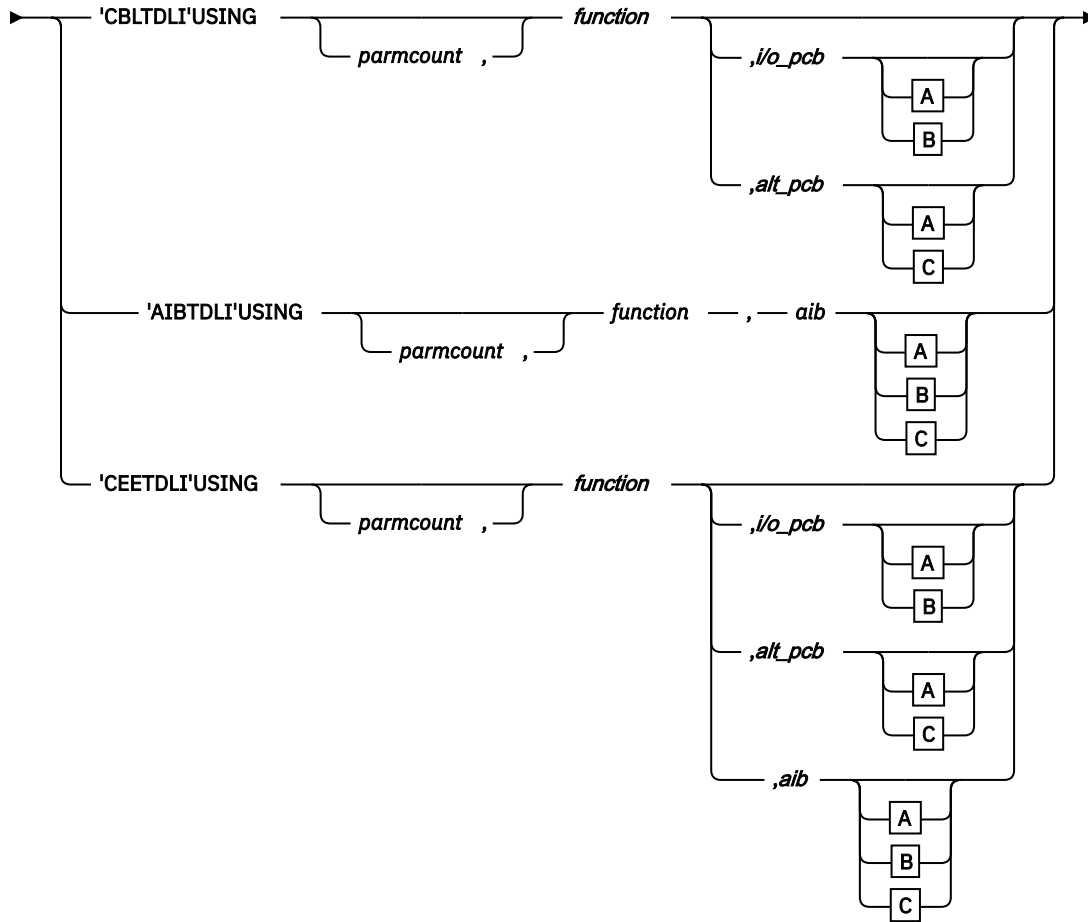 'CBLTDLI'USING function
parmcount , ,i/o_pcb
A
B
,alt_pcb
A
C
'AIBTDLI'USING function , aib
parmcount , A
B
C
'CEETDLI'USING function
parmcount , ,i/o_pcb
A
B
,alt_pcb
A
C
,aib
A
B
C